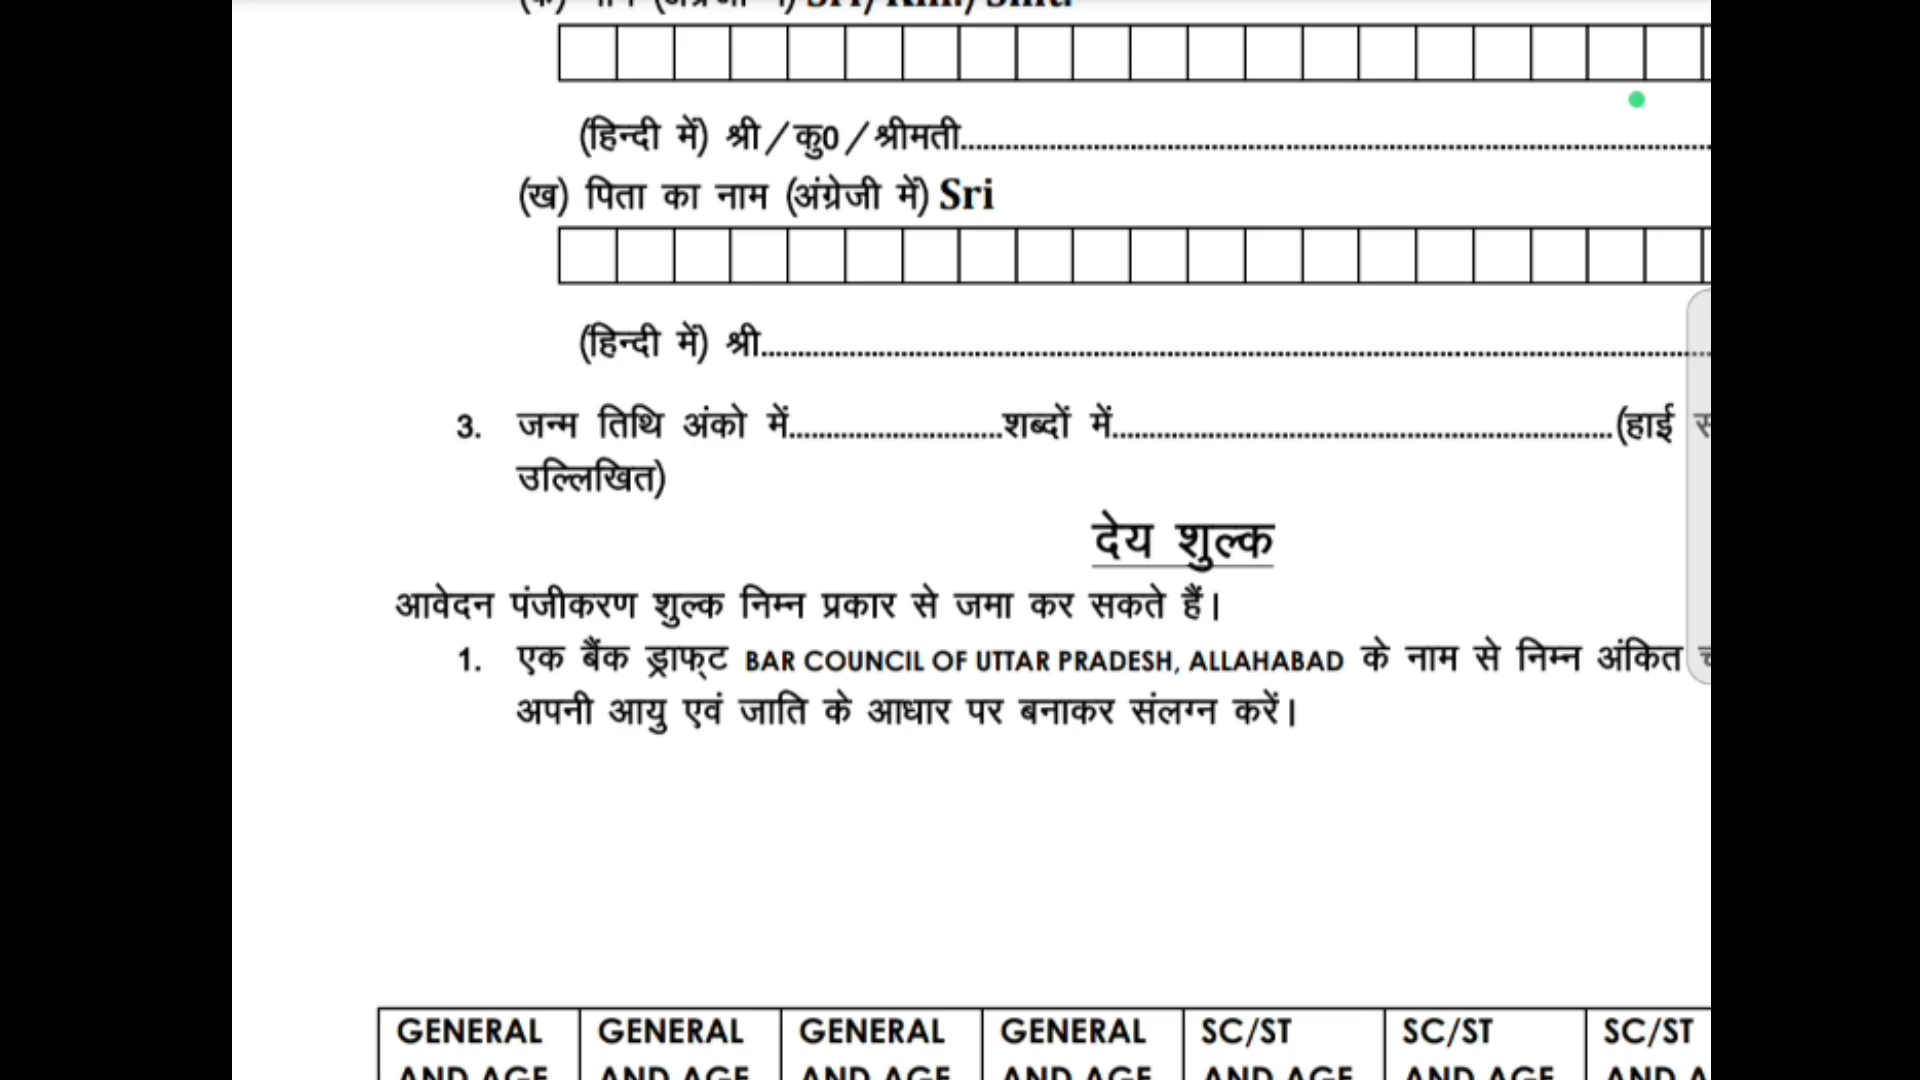 (हिन्दी में) श्री/कु0/श्रीमती
(ख) पिता का नाम (अंग्रेजी में) Sri
(हिन्दी में) श्री
3. जन्म तिथि अंको में शब्दों में (हाई
उल्लिखित)
देय शुल्क
आवेदन पंजीकरण शुल्क निम्न प्रकार से जमा कर सकते हैं।
1. एक बैंक ड्राफ्ट BAR COUNCIL OF UTTAR PRADESH, ALLAHABAD के नाम से निम्न अंकित
अपनी आयु एवं जाति के आधार पर बनाकर संलग्न करें।
GENERAL GENERAL GENERAL GENERAL SC/ST SC/ST SC/ST
AND AGE AND AGE AND AGE AND AGE AND AGE AND AGE AND